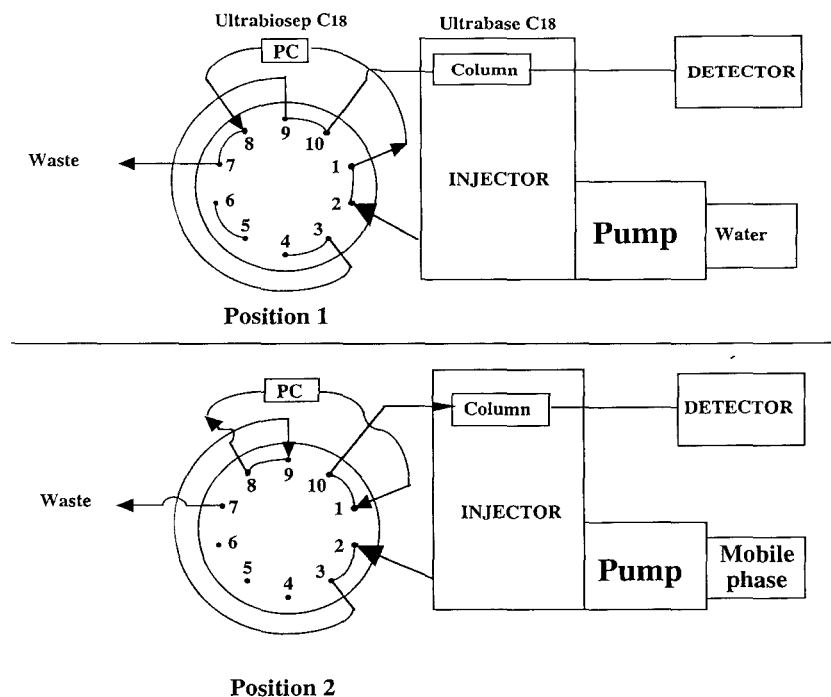 Ultrabiosep C18
Ultrabase C18
PC
Column
DETECTOR
9
8
10
Waste
7
1
INJECTOR
6
2
Pump
Water
5
4
3
Position 1
PC
Column
DETECTOR
9
8
10
Waste
7
1
INJECTOR
6
2
Pump
Mobile
phase
5
4
3
Position 2